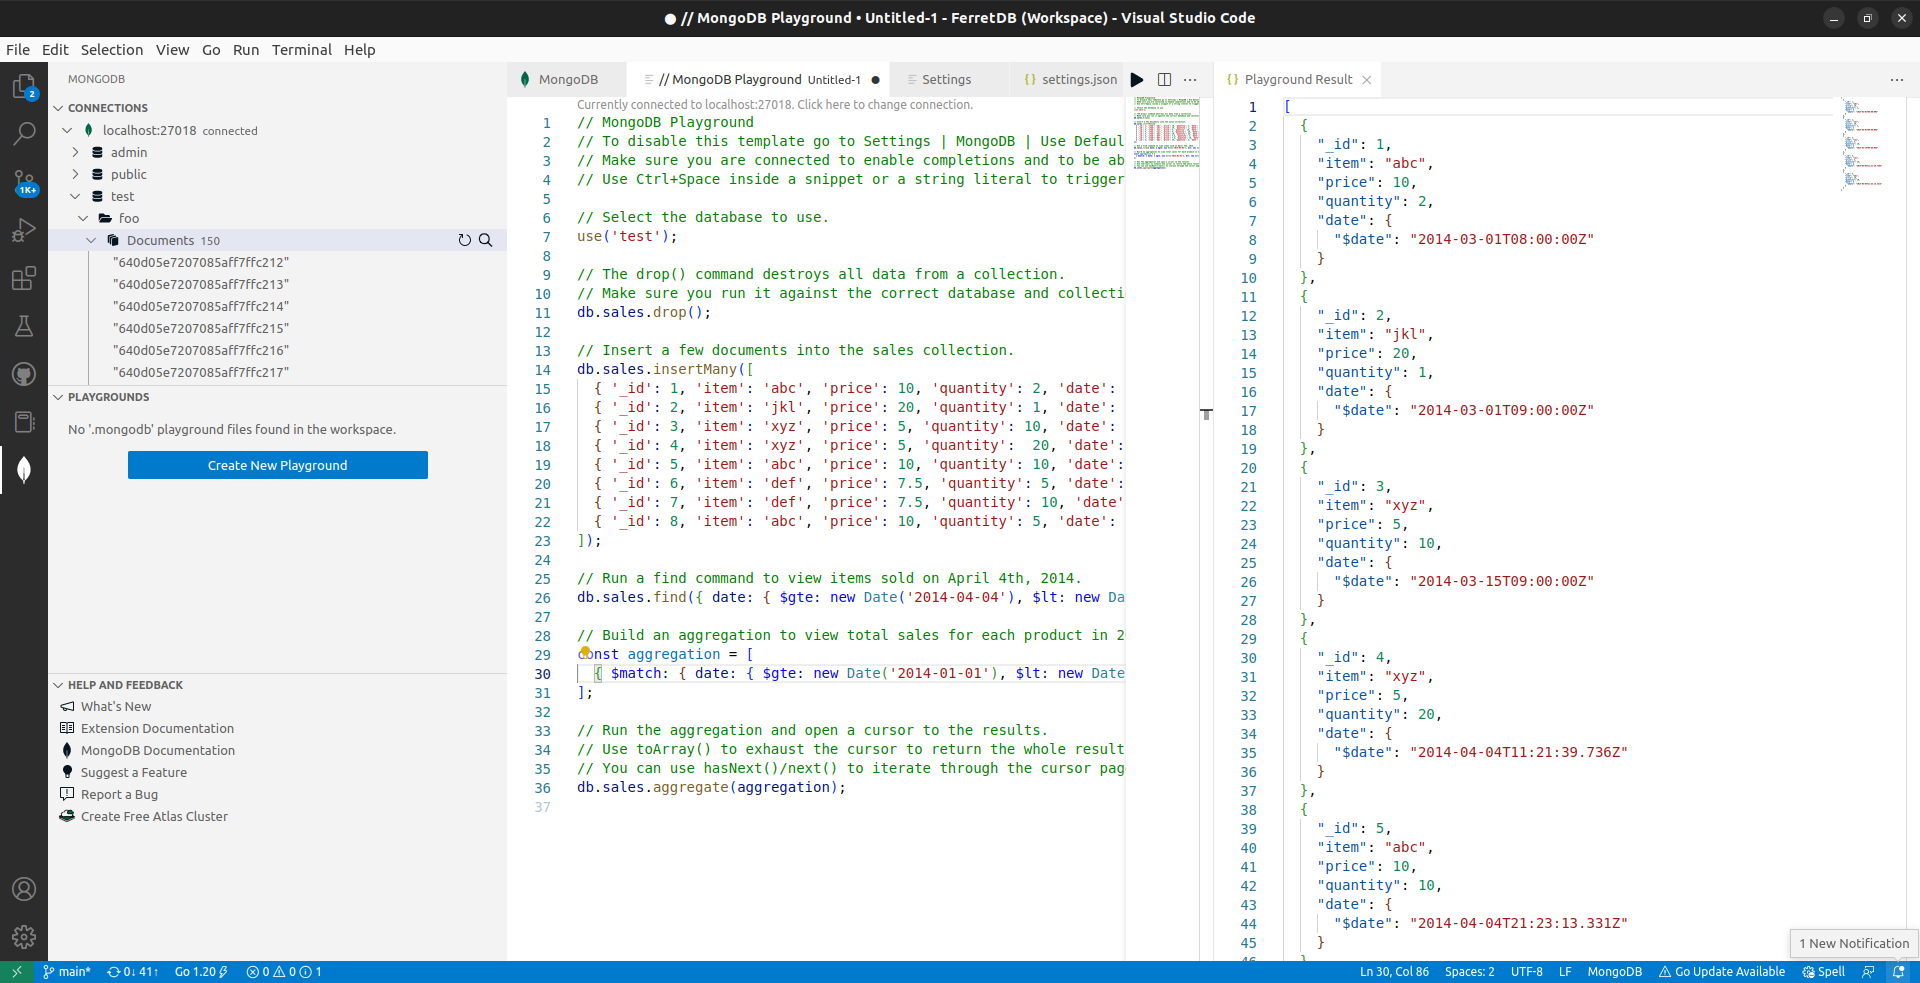 ● // MongoDB Playground • Untitled-1 - FerretDB (Workspace) - Visual Studio Code
File Edit Selection View Go Run Terminal Help
2
1K+
MONGODB
CONNECTIONS
localhost:27018 connected
admin
public
test
foo
Documents 150
"640d05e7207085aff7ffc212"
"640d05e7207085aff7ffc213"
"640d05e7207085aff7ffc214"
"640d05e7207085aff7ffc215"
"640d05e7207085aff7ffc216"
"640d05e7207085aff7ffc217"
PLAYGROUNDS
No '.mongodb' playground files found in the workspace.
Create New Playground
HELP AND FEEDBACK
What's New
Extension Documentation
MongoDB Documentation
Suggest a Feature
Report a Bug
Create Free Atlas Cluster
MongoDB
// MongoDB Playground Untitled-1 ●
Settings
{} settings.json
Currently connected to localhost:27018. Click here to change connection.
1 // MongoDB Playground
2 // To disable this template go to Settings | MongoDB | Use Defaul
3 // Make sure you are connected to enable completions and to be ab
4 // Use Ctrl+Space inside a snippet or a string literal to trigger
5
6 // Select the database to use.
7 use('test');
8
9 // The drop() command destroys all data from a collection.
10 // Make sure you run it against the correct database and collecti
11 db.sales.drop();
12
13 // Insert a few documents into the sales collection.
14 db.sales.insertMany([
15 { '_id': 1, 'item': 'abc', 'price': 10, 'quantity': 2, 'date':
16 { '_id': 2, 'item': 'jkl', 'price': 20, 'quantity': 1, 'date':
17 { '_id': 3, 'item': 'xyz', 'price': 5, 'quantity': 10, 'date':
18 { '_id': 4, 'item': 'xyz', 'price': 5, 'quantity':  20, 'date':
19 { '_id': 5, 'item': 'abc', 'price': 10, 'quantity': 10, 'date':
20 { '_id': 6, 'item': 'def', 'price': 7.5, 'quantity': 5, 'date':
21 { '_id': 7, 'item': 'def', 'price': 7.5, 'quantity': 10, 'date'
22 { '_id': 8, 'item': 'abc', 'price': 10, 'quantity': 5, 'date':
23 ]);
24
25 // Run a find command to view items sold on April 4th, 2014.
26 db.sales.find({ date: { $gte: new Date('2014-04-04'), $lt: new Da
27
28 // Build an aggregation to view total sales for each product in 2
29 const aggregation = [
30 { $match: { date: { $gte: new Date('2014-01-01'), $lt: new Date
31 ];
32
33 // Run the aggregation and open a cursor to the results.
34 // Use toArray() to exhaust the cursor to return the whole result
35 // You can use hasNext()/next() to iterate through the cursor pag
36 db.sales.aggregate(aggregation);
37
{} Playground Result
1 [
2 {
3 "_id": 1,
4 "item": "abc",
5 "price": 10,
6 "quantity": 2,
7 "date": {
8 "$date": "2014-03-01T08:00:00Z"
9 }
10 },
11 {
12 "_id": 2,
13 "item": "jkl",
14 "price": 20,
15 "quantity": 1,
16 "date": {
17 "$date": "2014-03-01T09:00:00Z"
18 }
19 },
20 {
21 "_id": 3,
22 "item": "xyz",
23 "price": 5,
24 "quantity": 10,
25 "date": {
26 "$date": "2014-03-15T09:00:00Z"
27 }
28 },
29 {
30 "_id": 4,
31 "item": "xyz",
32 "price": 5,
33 "quantity": 20,
34 "date": {
35 "$date": "2014-04-04T11:21:39.736Z"
36 }
37 },
38 {
39 "_id": 5,
40 "item": "abc",
41 "price": 10,
42 "quantity": 10,
43 "date": {
44 "$date": "2014-04-04T21:23:13.331Z"
45 }
1 New Notification
main* 0↓ 41↑ Go 1.20 0 0 1
Ln 30, Col 86 Spaces: 2 UTF-8 LF MongoDB Go Update Available Spell